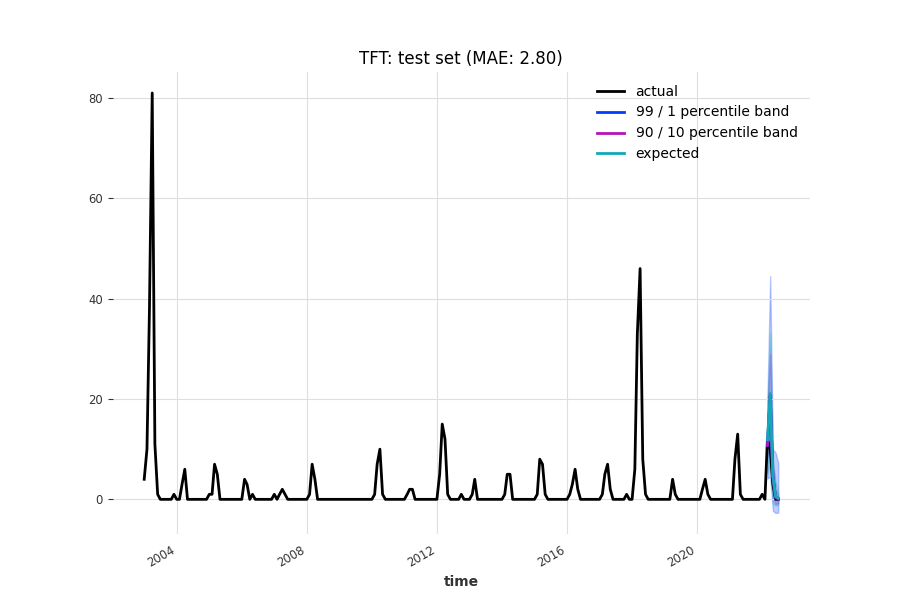 TFT: test set (MAE: 2.80)
actual
99 / 1 percentile band
90 / 10 percentile band
expected
80
60
40
20
0
2004
2008
2012
2016
2020
time